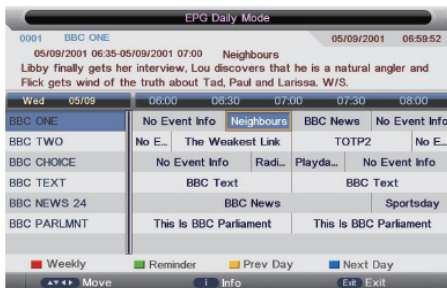 EPG Daily Mode
0001 BBC ONE 05/09/2001 06:59:52
05/09/2001 06:35-05/09/2001 07:00 Neighbours
Libby finally gets her interview, Lou discovers that he is a natural angler and
Flick gets wind of the truth about Tad, Paul and Larissa. W/S.
Wed 05/09 06:00 06:30 07:00 07:30 08:00
BBC ONE No Event Info Neighbours BBC News No Event Info
BBC TWO No E... The Weakest Link TOTP2 No E...
BBC CHOICE No Event Info Radi... Playda... No Event Info
BBC TEXT BBC Text BBC Text
BBC NEWS 24 BBC News Sportsday
BBC PARLMNT This Is BBC Parliament This Is BBC Parliament
Weekly Reminder Prev Day Next Day
Move i Info Exit Exit